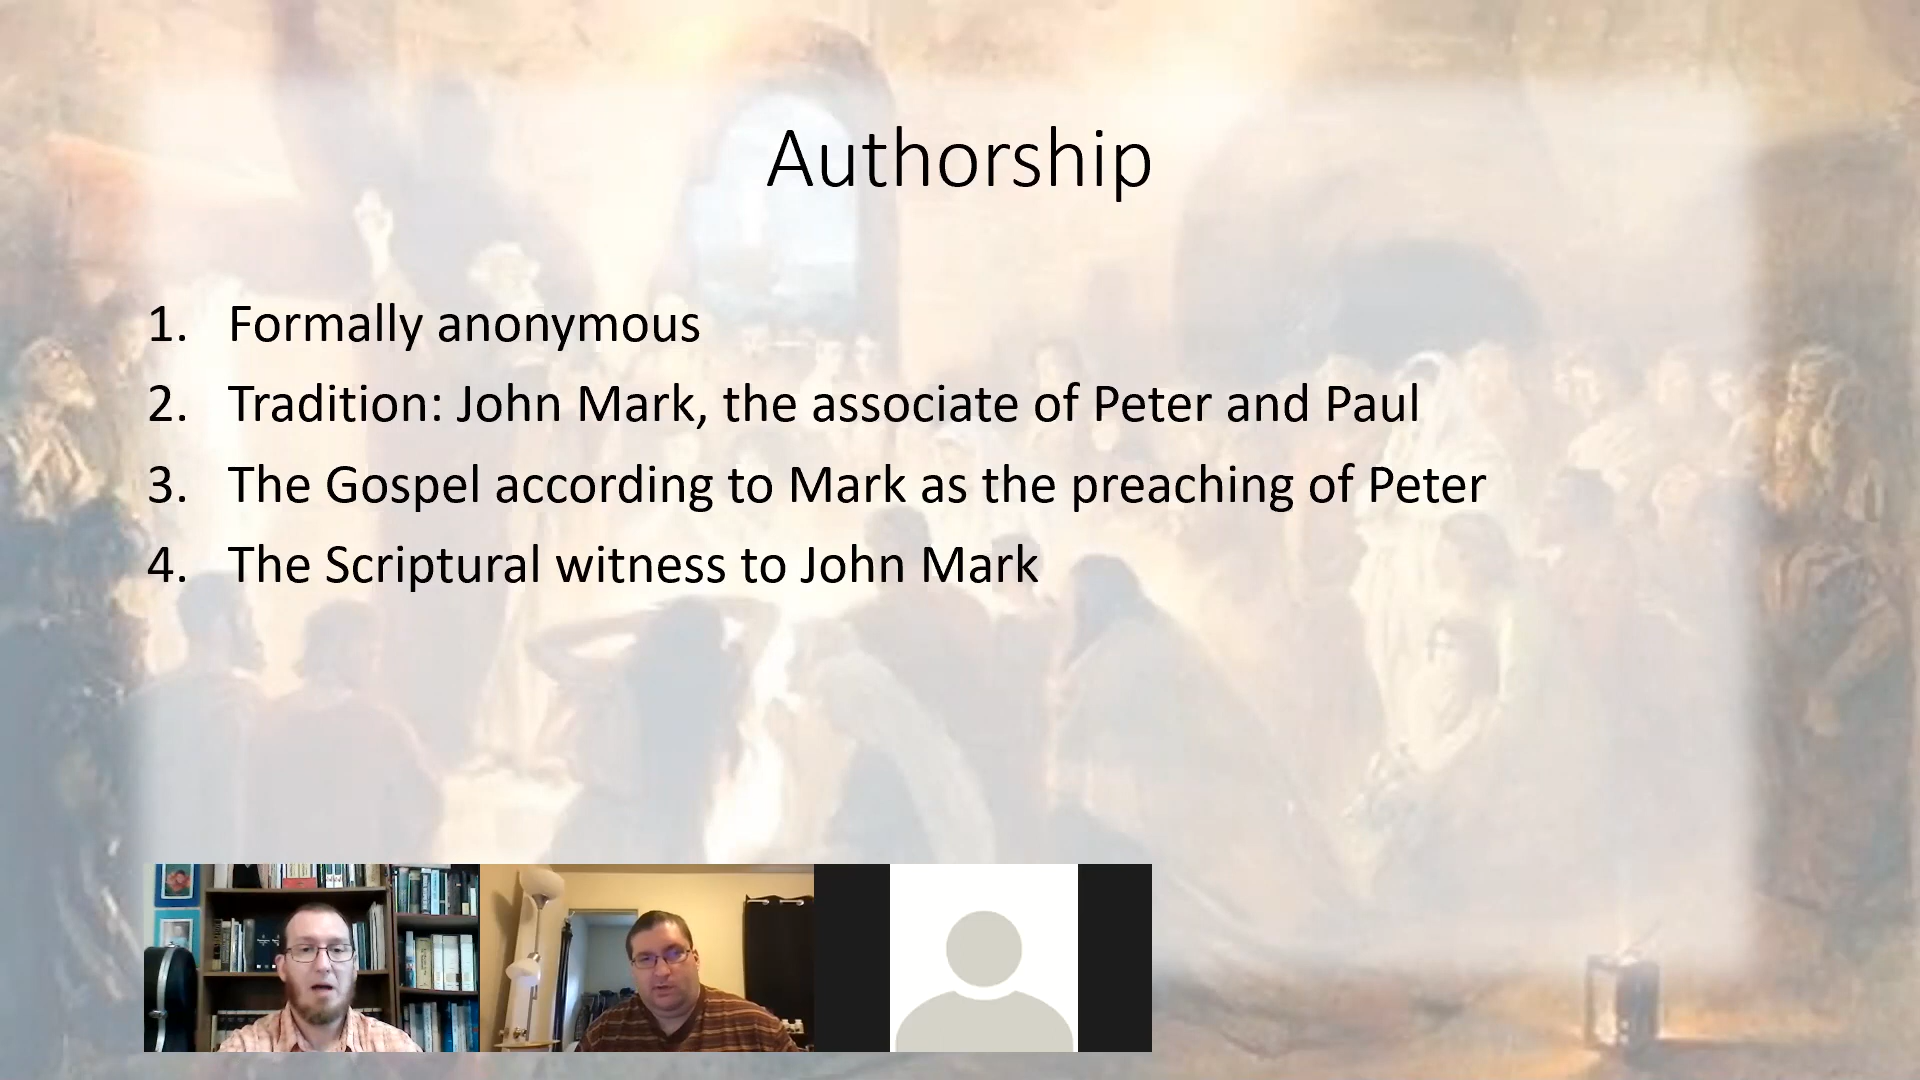 Authorship
1. Formally anonymous
2. Tradition: John Mark, the associate of Peter and Paul
3. The Gospel according to Mark as the preaching of Peter
4. The Scriptural witness to John Mark